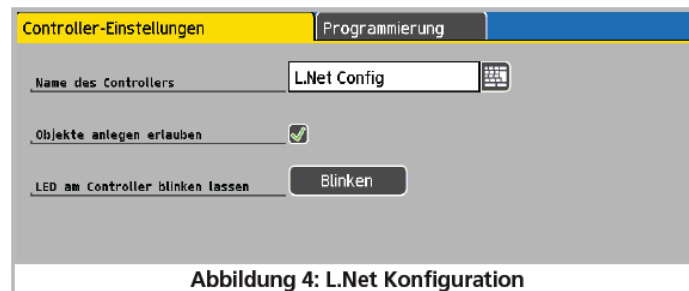 Controller-Einstellungen Programmierung
Name des Controllers L.Net Config
Objekte anlegen erlauben
LED am Controller blinken lassen Blinken
Abbildung 4: L.Net Konfiguration